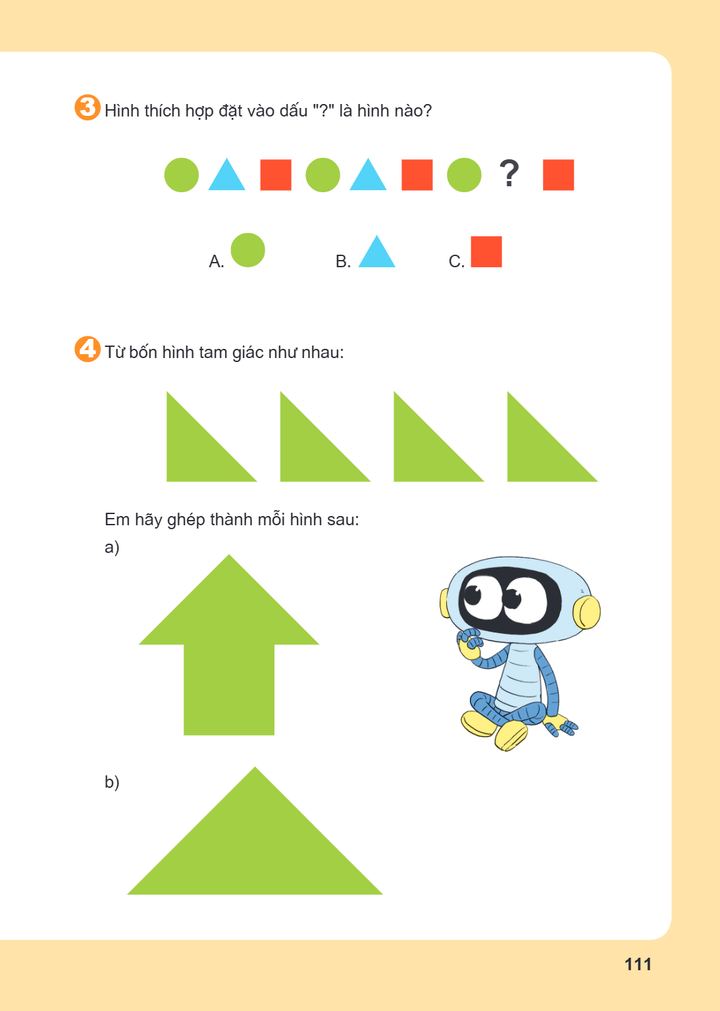 3 Hình thích hợp đặt vào dấu "?" là hình nào?
?
A. B. C.
4 Từ bốn hình tam giác như nhau:
Em hãy ghép thành mỗi hình sau:
a)
b)
111